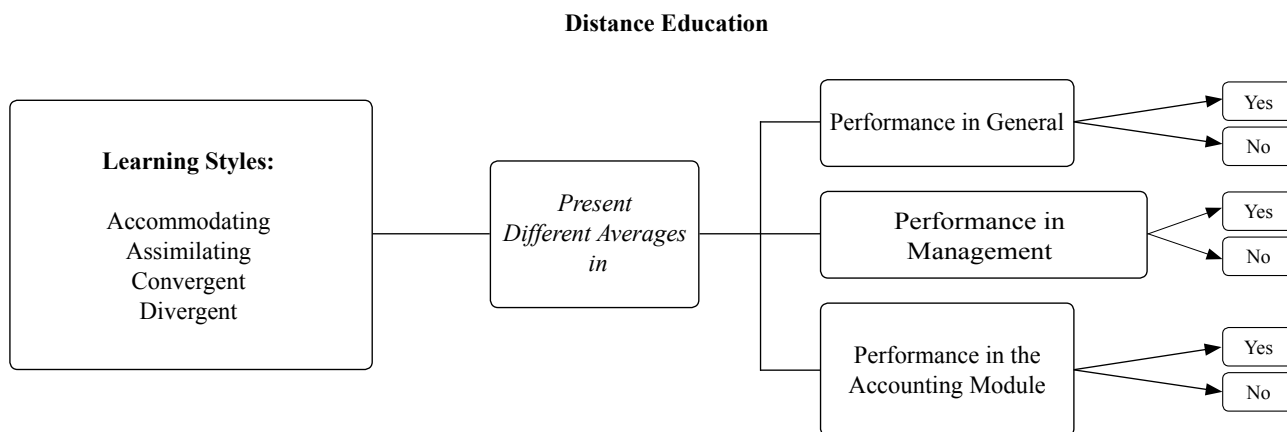 Distance Education
Learning Styles:
Accommodating
Assimilating
Convergent
Divergent
Present
Different Averages
in
Performance in General
Yes
No
Performance in
Management
Yes
No
Performance in the
Accounting Module
Yes
No